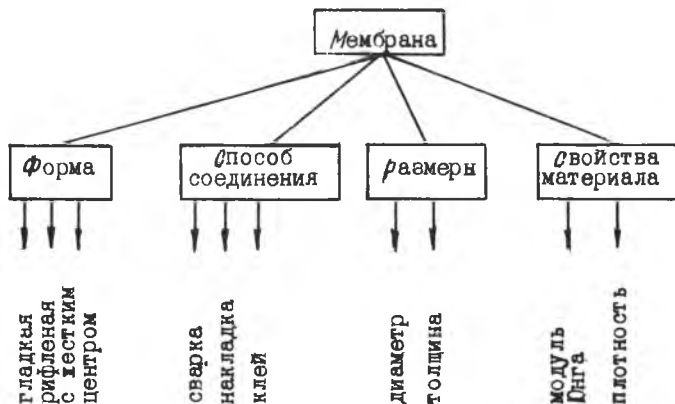 Мембрана
Форма
Способ
соединения
размеры
Свойства
материала
гладкая
рифленая
с жестким
центром
сварка
накладка
клей
диаметр
толщина
модуль
Юнга
плотность